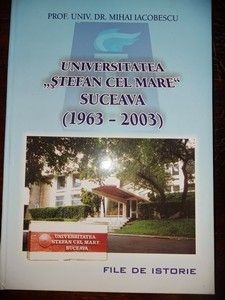 PROF. UNIV. DR. MIHAI IACOBESCU
UNIVERSITATEA
„ŞTEFAN CEL MARE“
SUCEAVA
(1963 - 2003)
UNIVERSITATEA
ŞTEFAN CEL MARE
SUCEAVA
FILE DE ISTORIE